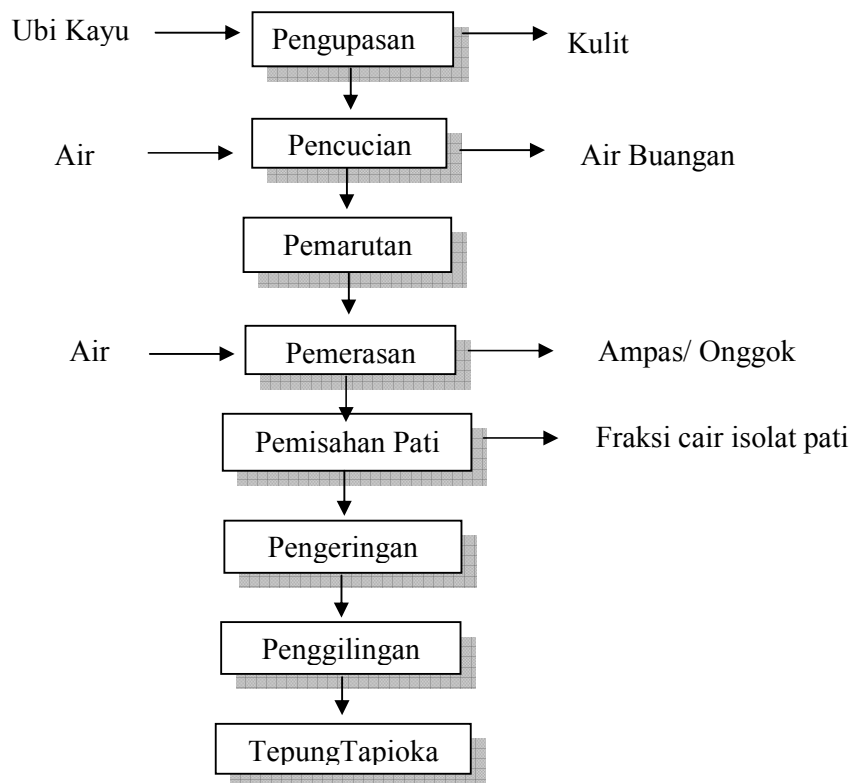 Ubi Kayu
Pengupasan
Kulit
Air
Pencucian
Air Buangan
Pemarutan
Air
Pemerasan
Ampas/ Onggok
Pemisahan Pati
Fraksi cair isolat pati
Pengeringan
Penggilingan
TepungTapioka